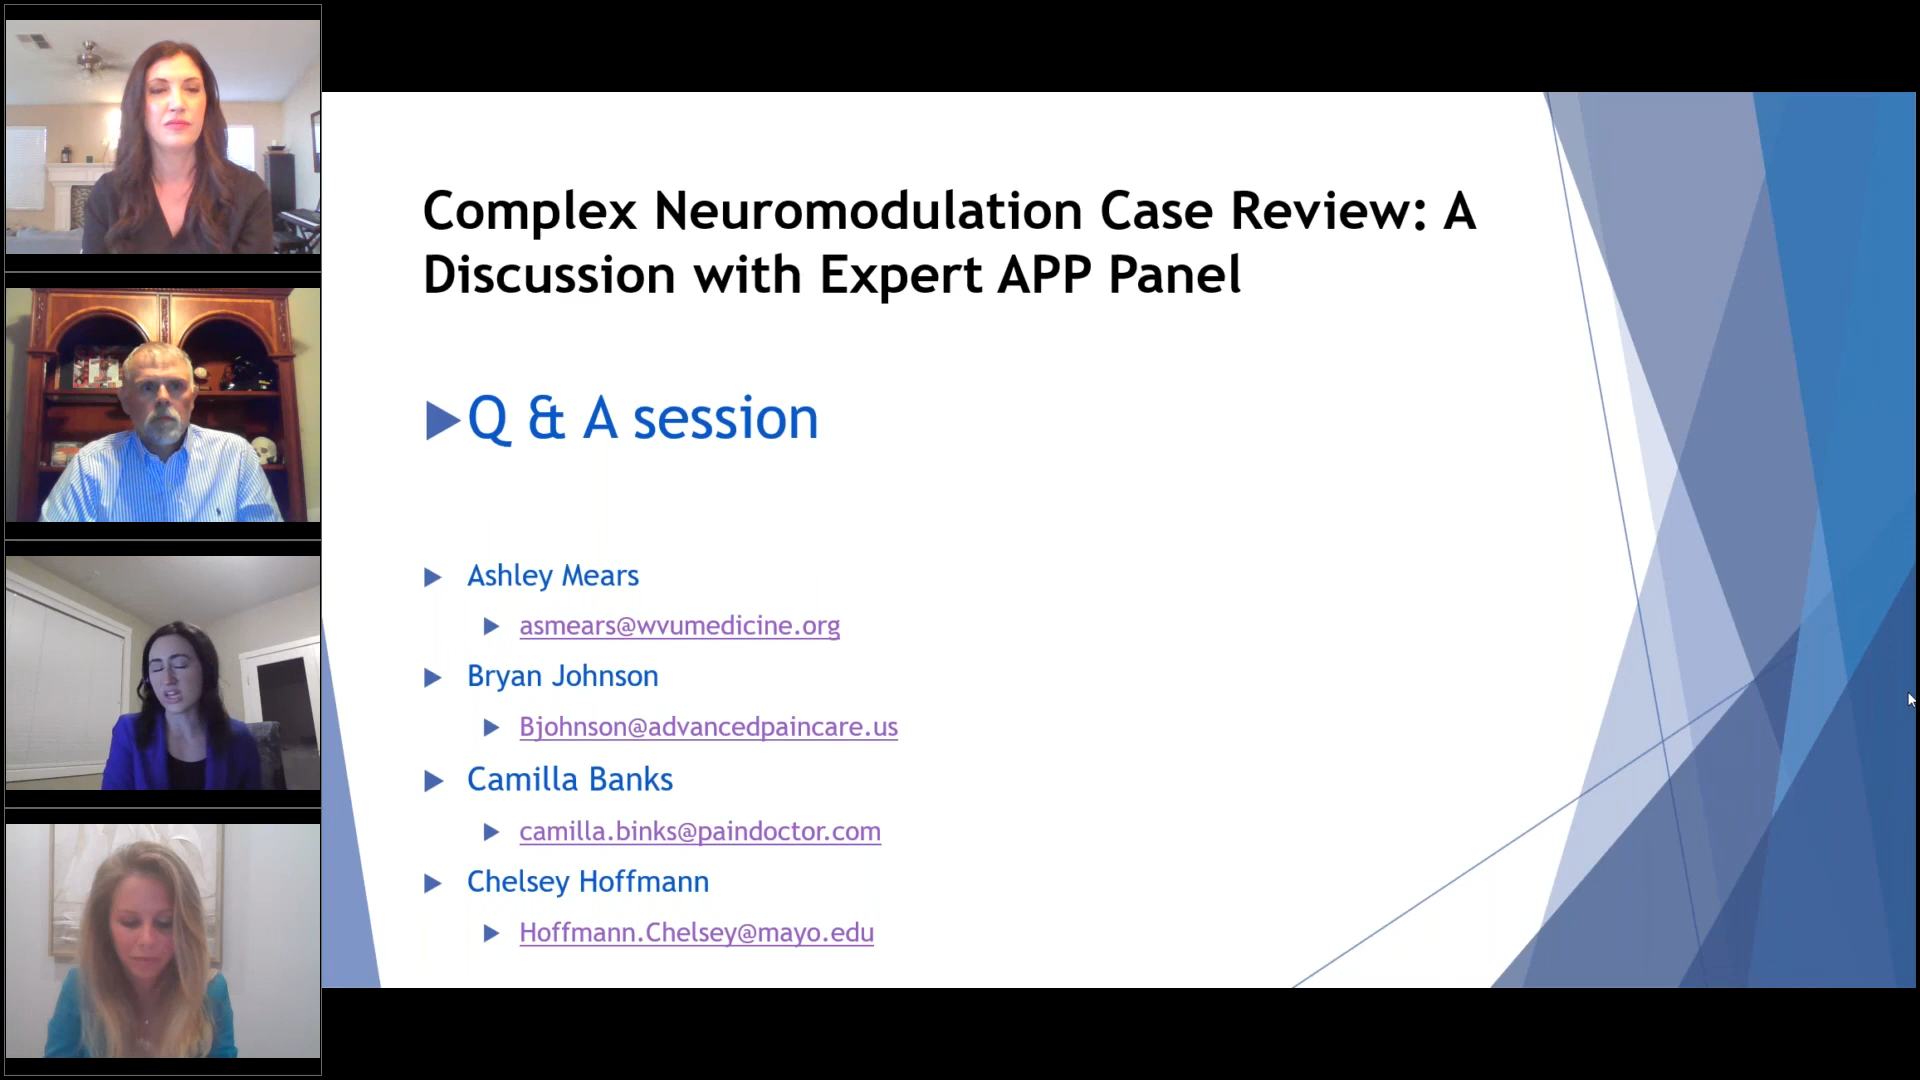 Complex Neuromodulation Case Review: A
Discussion with Expert APP Panel
Q & A session
Ashley Mears
asmears@wvumedicine.org
Bryan Johnson
Bjohnson@advancedpaincare.us
Camilla Banks
camilla.binks@paindoctor.com
Chelsey Hoffmann
Hoffmann.Chelsey@mayo.edu